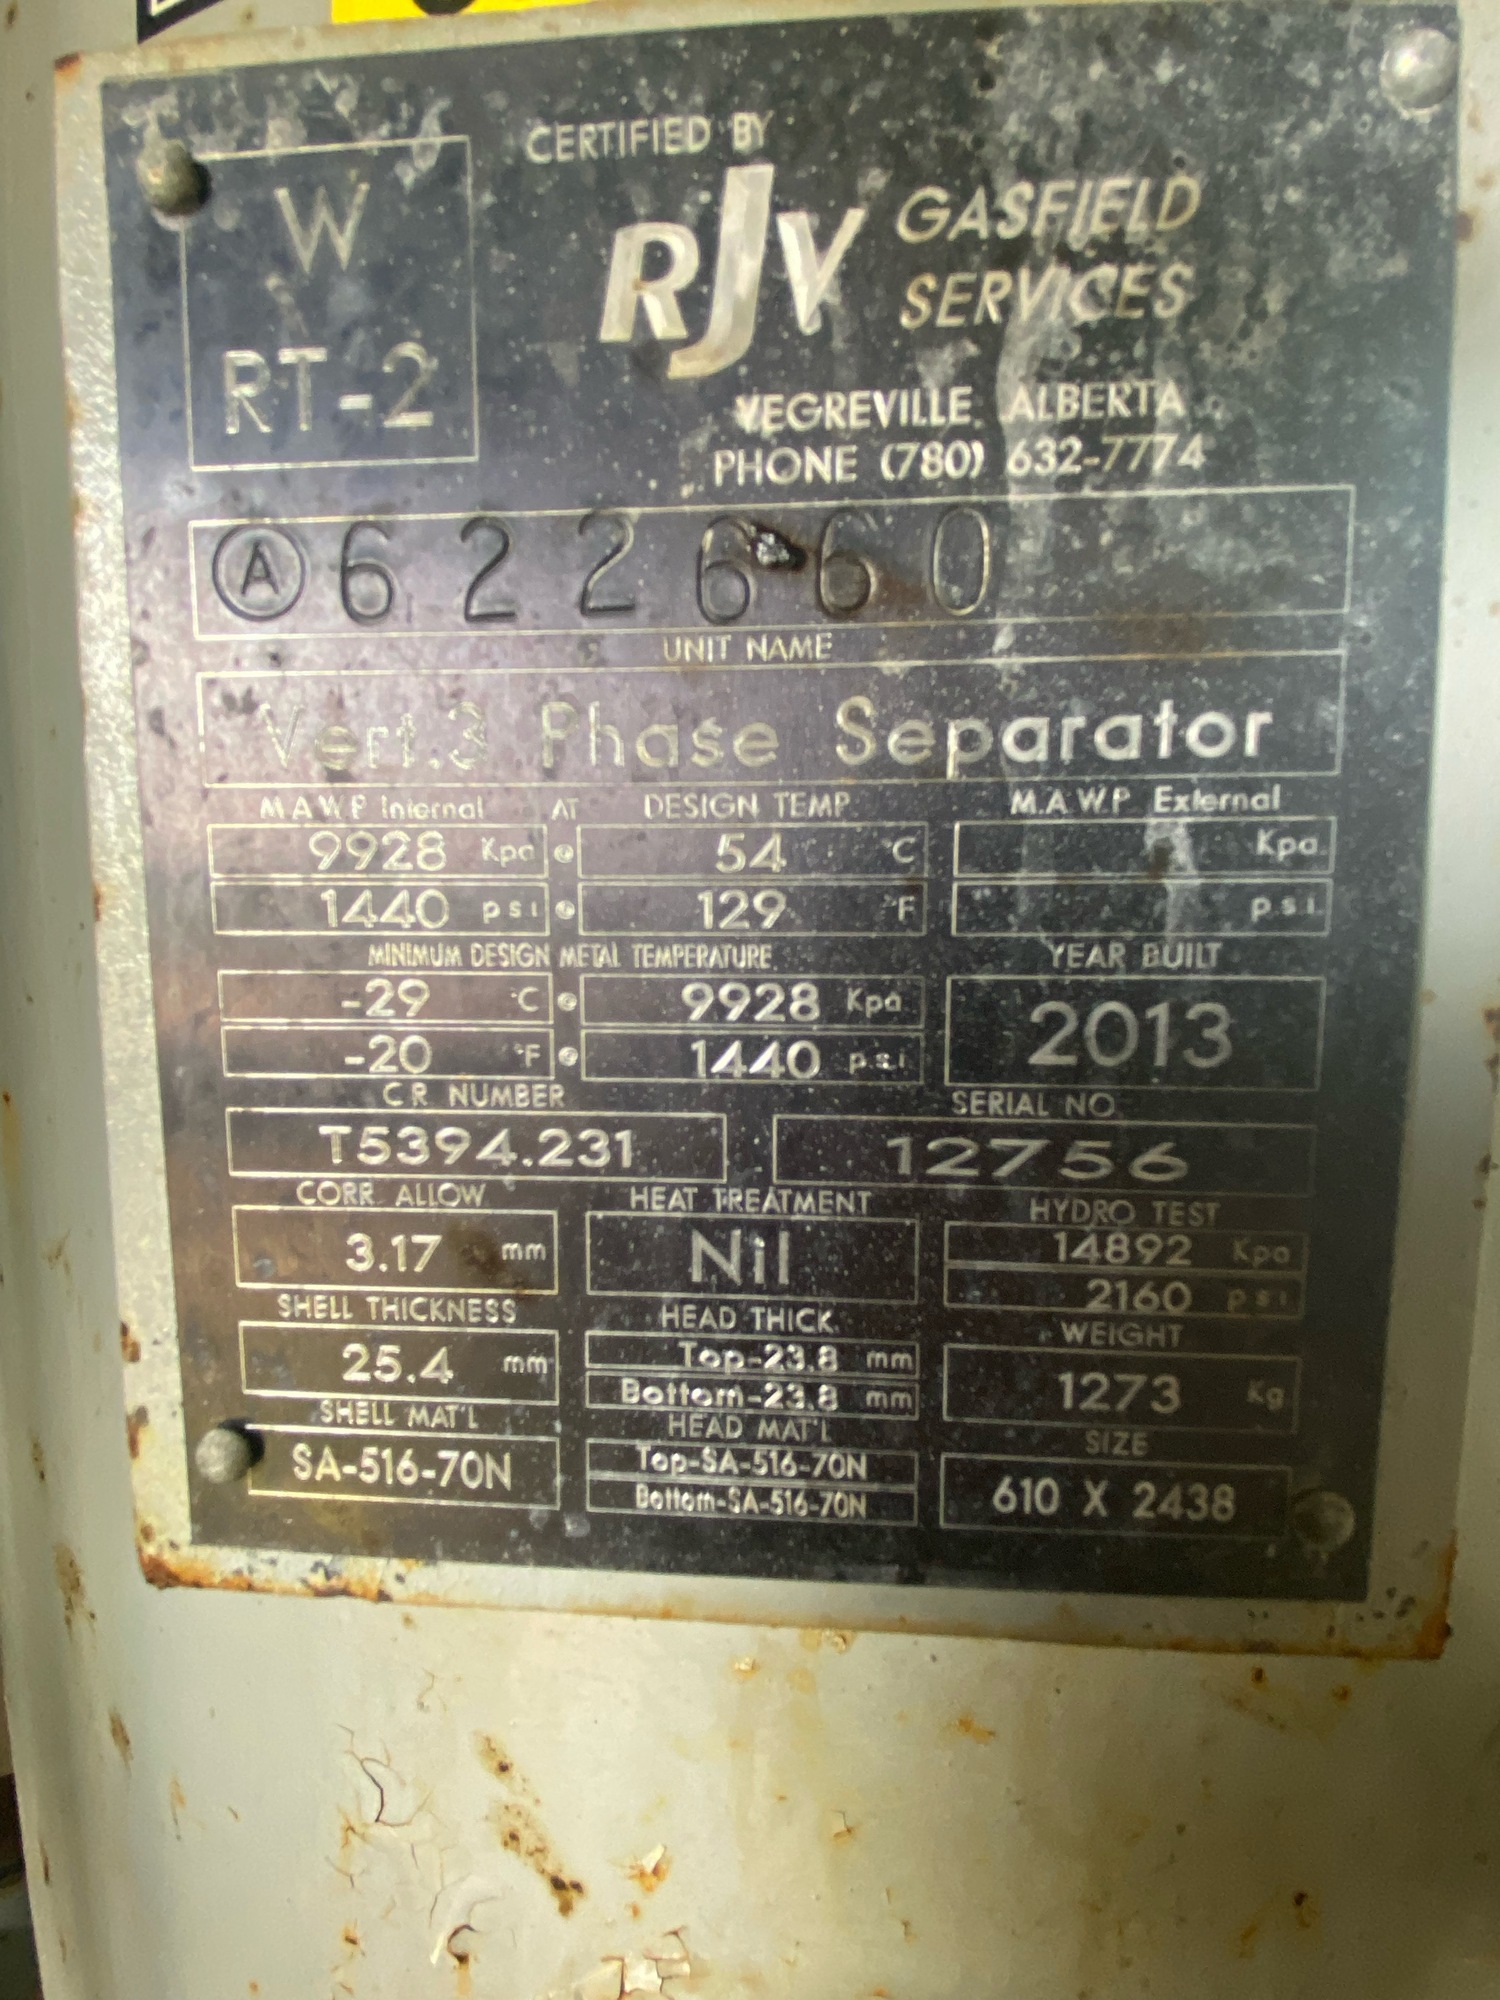 CERTIFIED BY
W
RT-2
RJV GASFIELD SERVICES
VEGREVILLE, ALBERTA
PHONE (780) 632-7774
Ⓐ 622660
UNIT NAME
Vert.3 Phase Separator
M.A.W.P Internal AT DESIGN TEMP. M.A.W.P External
9928 Kpa @ 54 °C Kpa
1440 p.s.i @ 129 °F p.s.i.
MINIMUM DESIGN METAL TEMPERATURE YEAR BUILT
-29 °C @ 9928 Kpa 2013
-20 °F @ 1440 p.s.i.
C R NUMBER SERIAL NO.
T5394.231 12756
CORR. ALLOW HEAT TREATMENT HYDRO TEST
3.17 mm Nil 14892 Kpa
2160 p s i
SHELL THICKNESS HEAD THICK. WEIGHT
25.4 mm Top-23.8 mm 1273 Kg
Bottom-23.8 mm
SHELL MAT'L HEAD MAT'L SIZE
SA-516-70N Top-SA-516-70N 610 X 2438
Bottom-SA-516-70N